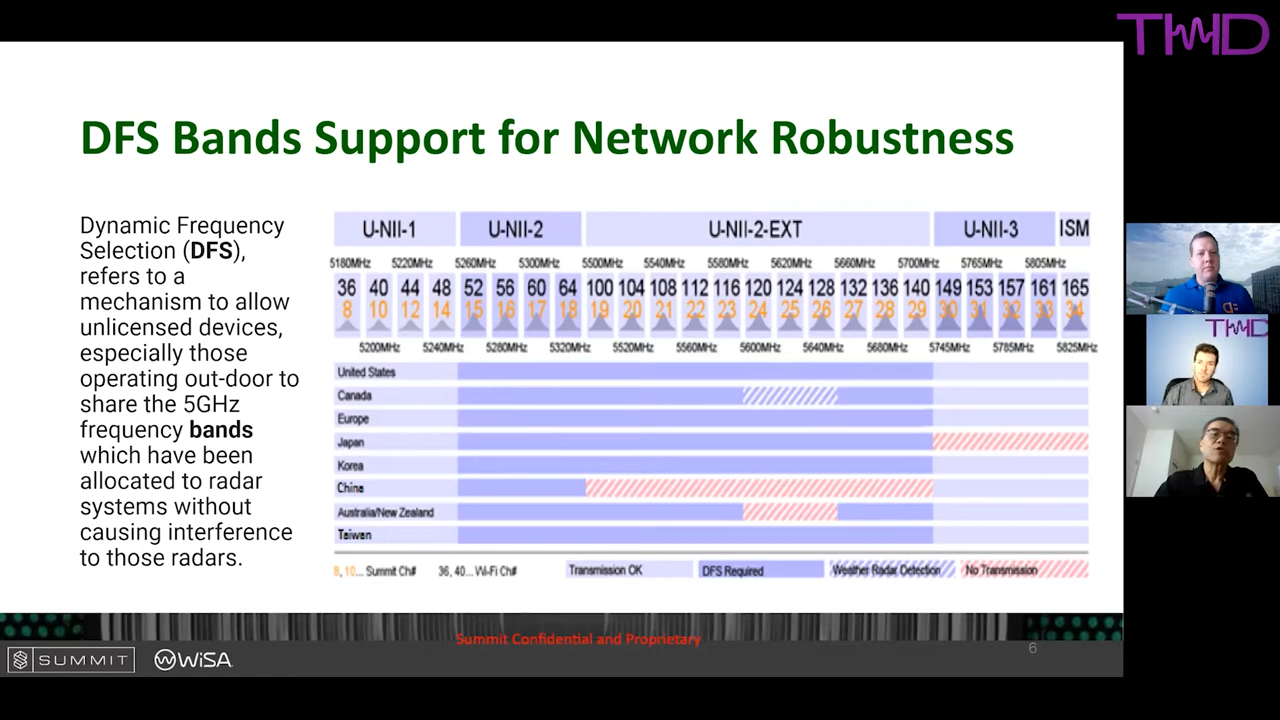 TWD
DFS Bands Support for Network Robustness
Dynamic Frequency
Selection (DFS),
refers to a
mechanism to allow
unlicensed devices,
especially those
operating out-door to
share the 5GHz
frequency bands
which have been
allocated to radar
systems without
causing interference
to those radars.
U-NII-1 U-NII-2 U-NII-2-EXT U-NII-3 ISM
5180MHz 5220MHz 5260MHz 5300MHz 5500MHz 5540MHz 5580MHz 5620MHz 5660MHz 5700MHz 5765MHz 5805MHz
36 40 44 48 52 56 60 64 100 104 108 112 116 120 124 128 132 136 140 149 153 157 161 165
8 10 12 14 15 16 17 18 19 20 21 22 23 24 25 26 27 28 29 30 31 32 33 34
5200MHz 5240MHz 5280MHz 5320MHz 5520MHz 5560MHz 5600MHz 5640MHz 5680MHz 5745MHz 5785MHz 5825MHz
United States
Canada
Europe
Japan
Korea
China
Australia/New Zealand
Taiwan
8, 10... Summit Ch# 36, 40... Wi-Fi Ch# Transmission OK DFS Required Weather Radar Detection No Transmission
TWD
Summit Confidential and Proprietary
6
SUMMIT WiSA